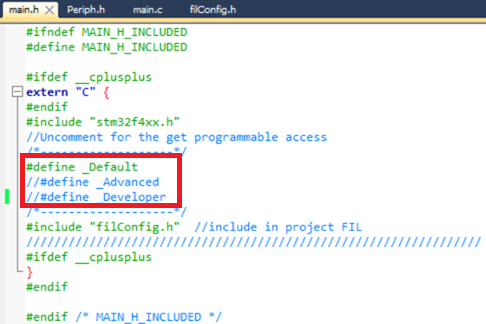 main.h Periph.h main.c filConfig.h
#ifndef MAIN_H_INCLUDED
#define MAIN_H_INCLUDED
#ifdef __cplusplus
extern "C" {
#endif
#include "stm32f4xx.h"
//Uncomment for the get programmable access
/*-------------------*/
#define _Default
//#define _Advanced
//#define _Developer
/*-------------------*/
#include "filConfig.h"  //include in project FIL
/////////////////////////////////////////////////////////////////
#ifdef __cplusplus
}
#endif
#endif /* MAIN_H_INCLUDED */